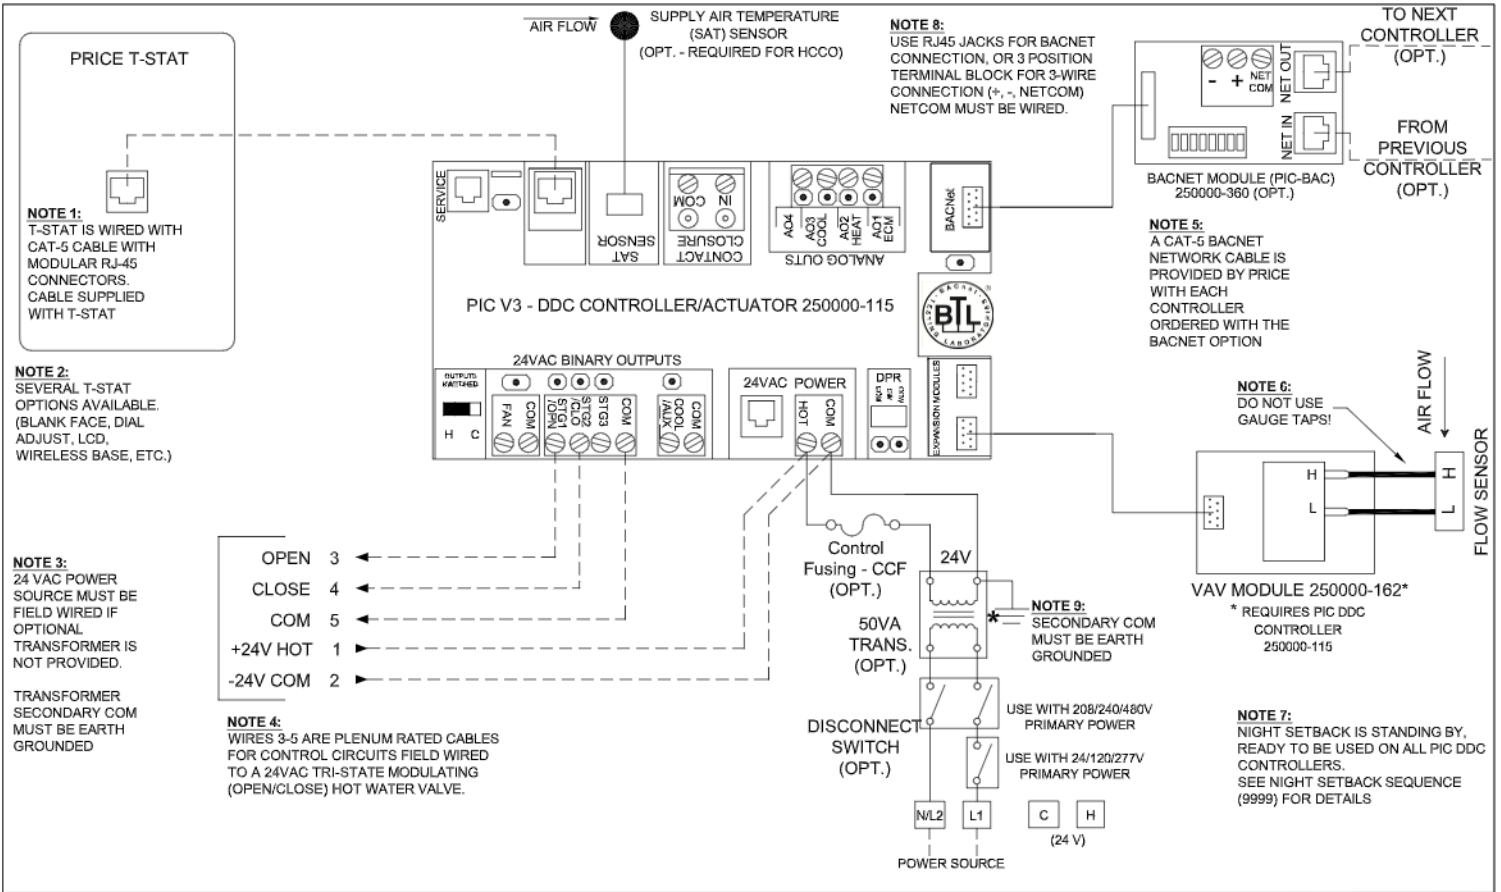 PRICE T-STAT
NOTE 1:
T-STAT IS WIRED WITH
CAT-5 CABLE WITH
MODULAR RJ-45
CONNECTORS.
CABLE SUPPLIED
WITH T-STAT
NOTE 2:
SEVERAL T-STAT
OPTIONS AVAILABLE.
(BLANK FACE, DIAL
ADJUST, LCD,
WIRELESS BASE, ETC.)
AIR FLOW
SUPPLY AIR TEMPERATURE
(SAT) SENSOR
(OPT. - REQUIRED FOR HCCO)
NOTE 8:
USE RJ45 JACKS FOR BACNET
CONNECTION, OR 3 POSITION
TERMINAL BLOCK FOR 3-WIRE
CONNECTION (+, -, NETCOM)
NETCOM MUST BE WIRED.
- + NET
COM
NET OUT
NET IN
TO NEXT
CONTROLLER
(OPT.)
FROM
PREVIOUS
CONTROLLER
(OPT.)
BACNET MODULE (PIC-BAC)
250000-360 (OPT.)
NOTE 5:
A CAT-5 BACNET
NETWORK CABLE IS
PROVIDED BY PRICE
WITH EACH
CONTROLLER
ORDERED WITH THE
BACNET OPTION
SERVICE
SAT
SENSOR
COM
IN
CONTACT
CLOSURE
AO4
AO3
COOL
AO2
HEAT
AO1
ECM
ANALOG OUTS
BACNet
PIC V3 - DDC CONTROLLER/ACTUATOR 250000-115
BTL
BACnet TESTING LABORATORIES
®
24VAC BINARY OUTPUTS
OUTPUTS
H C
FAN
COM
STG1
/OPN
STG2
/CLO
STG3
COM
COOL
/AUX
COM
24VAC POWER
HOT
COM
DPR
EXPANSION MODULES
NOTE 6:
DO NOT USE
GAUGE TAPS!
AIR FLOW
H
L
H
L
FLOW SENSOR
VAV MODULE 250000-162*
* REQUIRES PIC DDC
CONTROLLER
250000-115
NOTE 3:
24 VAC POWER
SOURCE MUST BE
FIELD WIRED IF
OPTIONAL
TRANSFORMER IS
NOT PROVIDED.
TRANSFORMER
SECONDARY COM
MUST BE EARTH
GROUNDED
OPEN 3
CLOSE 4
COM 5
+24V HOT 1
-24V COM 2
NOTE 4:
WIRES 3-5 ARE PLENUM RATED CABLES
FOR CONTROL CIRCUITS FIELD WIRED
TO A 24VAC TRI-STATE MODULATING
(OPEN/CLOSE) HOT WATER VALVE.
Control
Fusing - CCF
(OPT.)
24V
50VA
TRANS.
(OPT.)
*
NOTE 9:
SECONDARY COM
MUST BE EARTH
GROUNDED
DISCONNECT
SWITCH
(OPT.)
USE WITH 208/240/480V
PRIMARY POWER
USE WITH 24/120/277V
PRIMARY POWER
N/L2
L1
C
H
(24 V)
POWER SOURCE
NOTE 7:
NIGHT SETBACK IS STANDING BY,
READY TO BE USED ON ALL PIC DDC
CONTROLLERS.
SEE NIGHT SETBACK SEQUENCE
(9999) FOR DETAILS